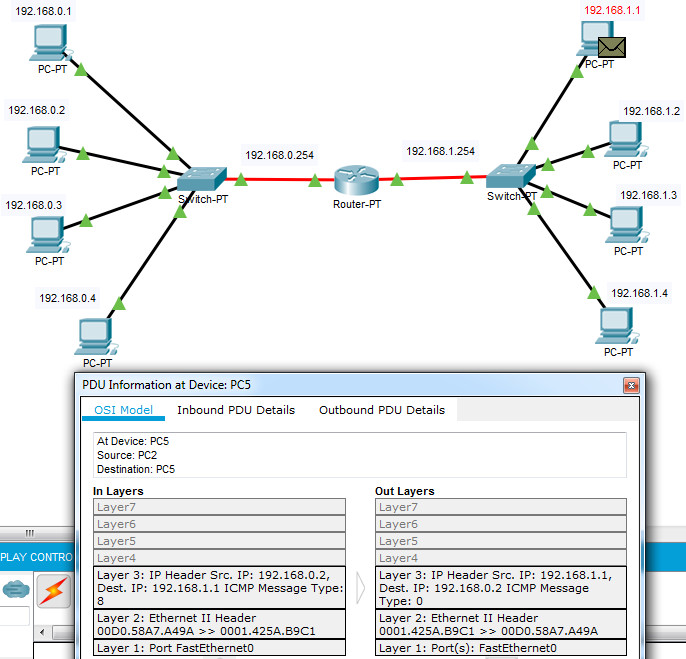 192.168.0.1
192.168.1.1
PC-PT
PC-PT
192.168.0.2
192.168.1.2
PC-PT
192.168.0.254
192.168.1.254
PC-PT
Switch-PT
Router-PT
Switch-PT
192.168.0.3
192.168.1.3
PC-PT
PC-PT
192.168.0.4
192.168.1.4
PC-PT
PC-PT
PDU Information at Device: PC5
OSI Model Inbound PDU Details Outbound PDU Details
At Device: PC5
Source: PC2
Destination: PC5
In Layers
Layer7
Layer6
Layer5
Layer4
Layer 3: IP Header Src. IP: 192.168.0.2,
Dest. IP: 192.168.1.1 ICMP Message Type:
8
Layer 2: Ethernet II Header
00D0.58A7.A49A >> 0001.425A.B9C1
Layer 1: Port FastEthernet0
Out Layers
Layer7
Layer6
Layer5
Layer4
Layer 3: IP Header Src. IP: 192.168.1.1,
Dest. IP: 192.168.0.2 ICMP Message
Type: 0
Layer 2: Ethernet II Header
0001.425A.B9C1 >> 00D0.58A7.A49A
Layer 1: Port(s): FastEthernet0
PLAY CONTRO